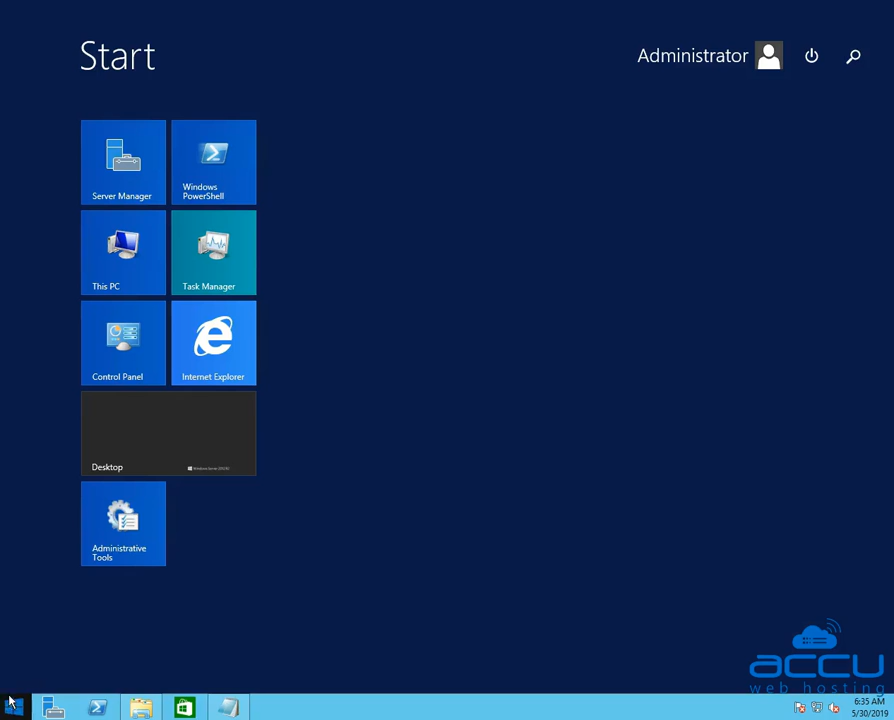 Start
Administrator
Server Manager
Windows
PowerShell
This PC
Task Manager
Control Panel
Internet Explorer
Desktop
Administrative
Tools
accu
web hosting
6:35 AM
5/30/2019